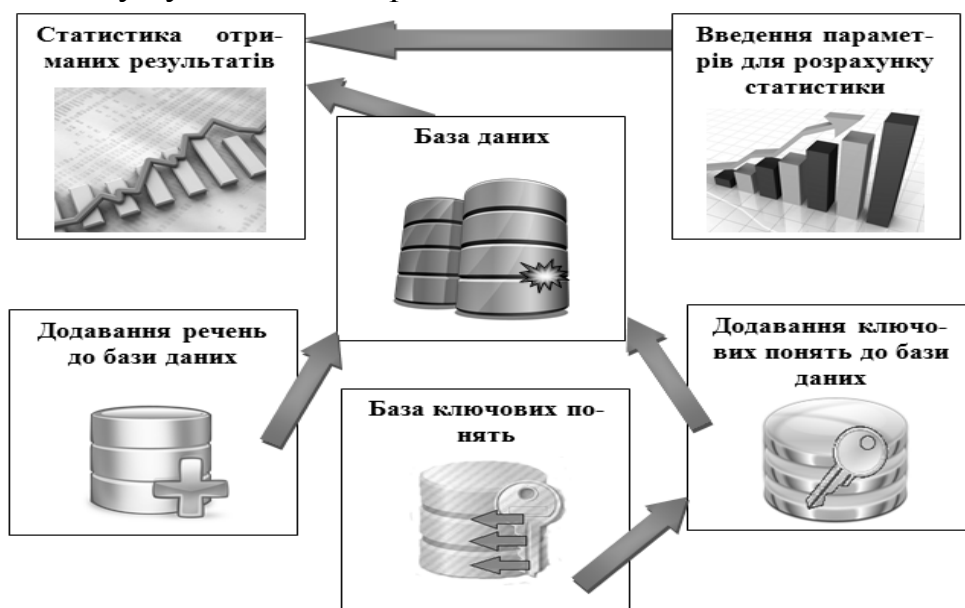 Статистика отри-
маних результатів
Введення парамет-
рів для розрахунку
статистики
База даних
Додавання речень
до бази даних
База ключових по-
нять
Додавання ключо-
вих понять до бази
даних